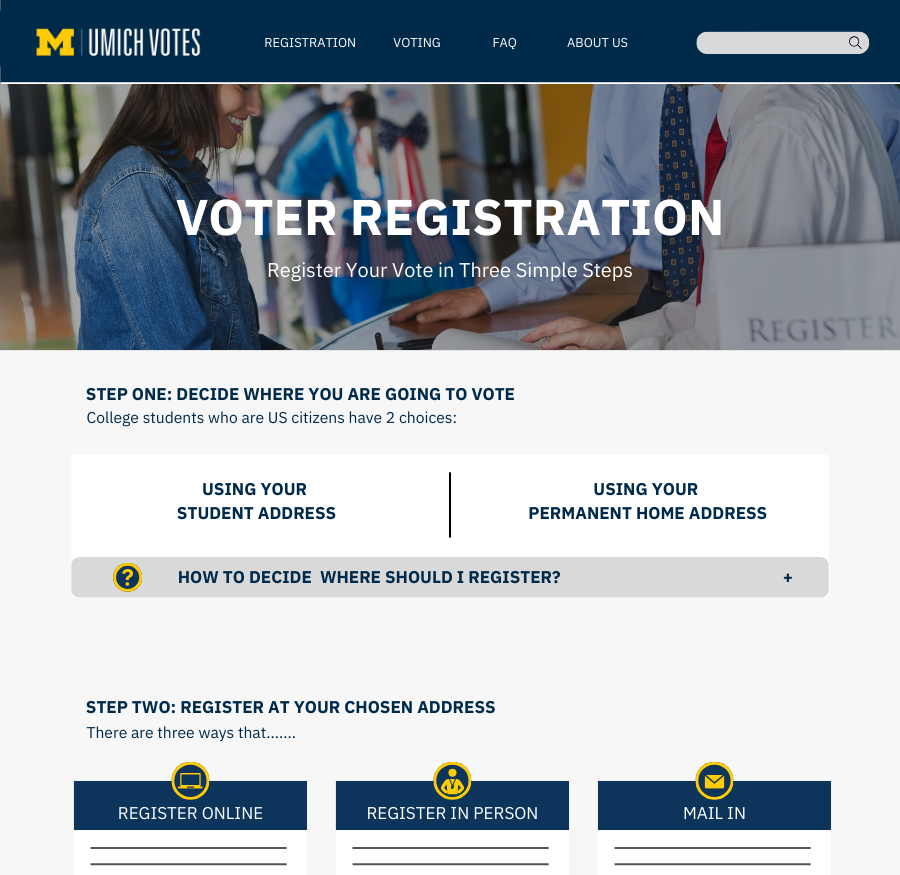 M | UMICH VOTES
REGISTRATION VOTING FAQ ABOUT US
VOTER REGISTRATION
Register Your Vote in Three Simple Steps
REGISTER
STEP ONE: DECIDE WHERE YOU ARE GOING TO VOTE
College students who are US citizens have 2 choices:
USING YOUR
STUDENT ADDRESS
USING YOUR
PERMANENT HOME ADDRESS
? HOW TO DECIDE  WHERE SHOULD I REGISTER? +
STEP TWO: REGISTER AT YOUR CHOSEN ADDRESS
There are three ways that.......
REGISTER ONLINE
REGISTER IN PERSON
MAIL IN